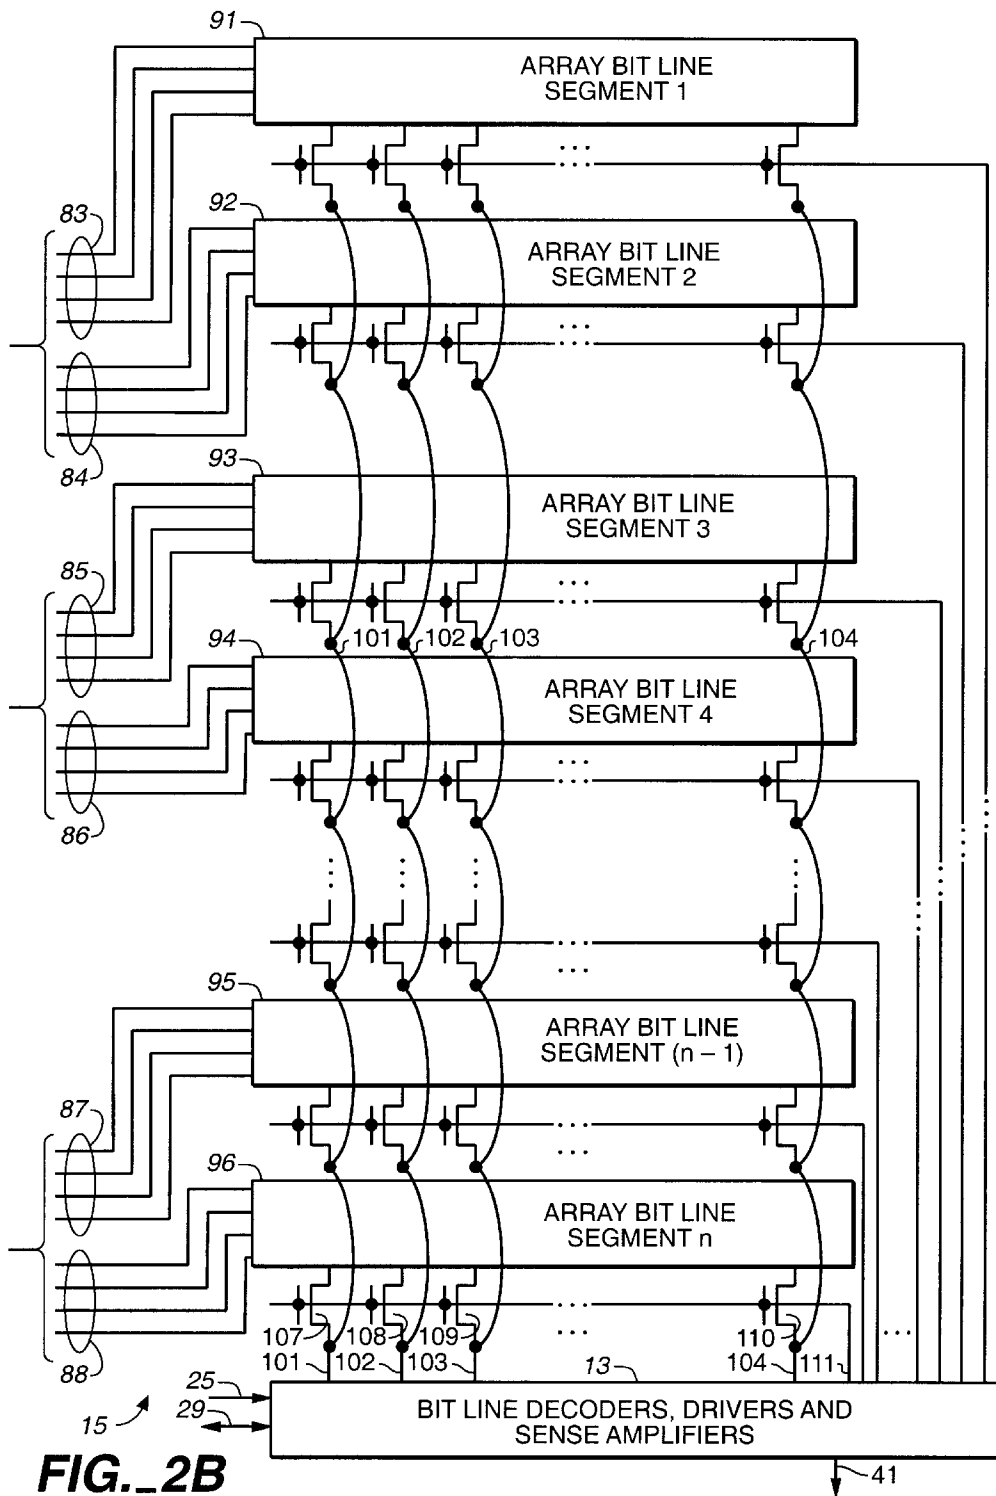 91
ARRAY BIT LINE
SEGMENT 1
83
92
ARRAY BIT LINE
SEGMENT 2
84
93
ARRAY BIT LINE
SEGMENT 3
85
94
101 102 103 104
ARRAY BIT LINE
SEGMENT 4
86
95
ARRAY BIT LINE
SEGMENT (n – 1)
87
96
ARRAY BIT LINE
SEGMENT n
88
107 108 109 110
101 102 103 13 104 111
25
BIT LINE DECODERS, DRIVERS AND
SENSE AMPLIFIERS
29
15
41
FIG._2B